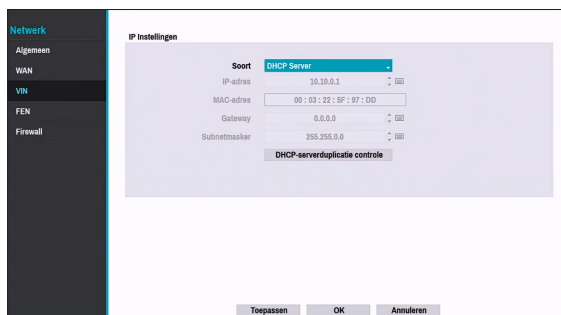 Netwerk
Algemeen
WAN
VIN
FEN
Firewall
IP Instellingen
Soort DHCP Server
IP-adres 10.10.0.1
MAC-adres 00 : 03 : 22 : 5F : 97 : DD
Gateway 0.0.0.0
Subnetmasker 255.255.0.0
DHCP-serverduplicatie controle
Toepassen OK Annuleren